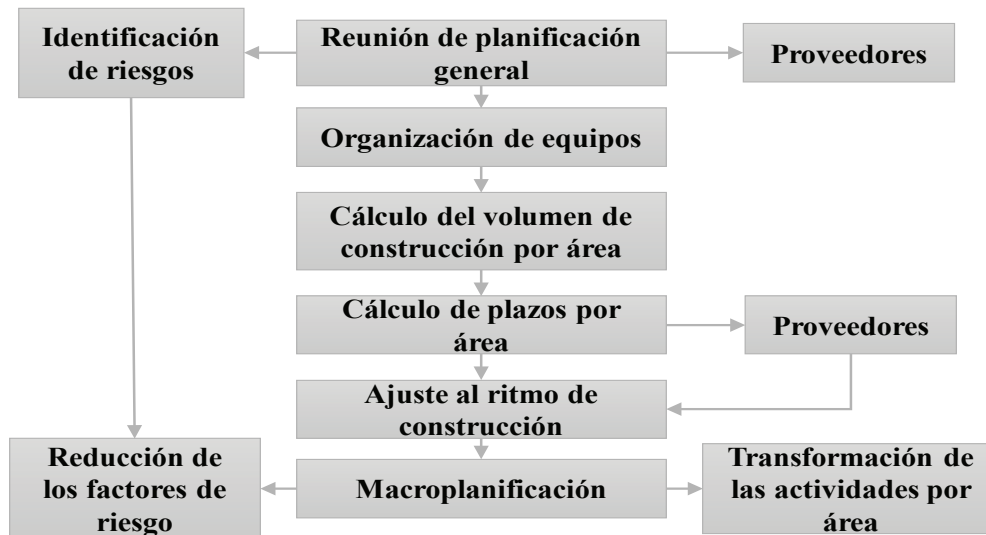 Identificación
de riesgos
Reunión de planificación
general
Proveedores
Organización de equipos
Cálculo del volumen de
construcción por área
Cálculo de plazos por
área
Proveedores
Ajuste al ritmo de
construcción
Reducción de
los factores de
riesgo
Macroplanificación
Transformación de
las actividades por
área